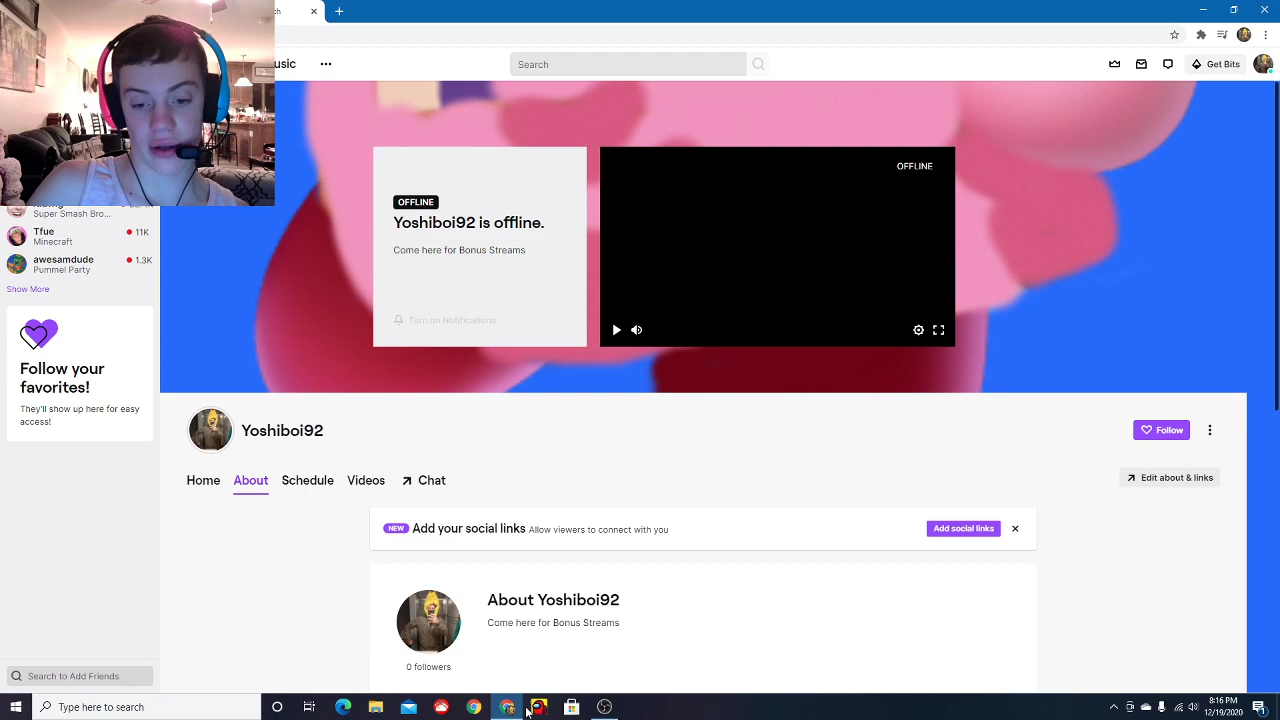 usic
Search
Get Bits
Super Smash Bro...
Tfue
11K
Minecraft
awesamdude
1.3K
Pummel Party
Show More
Follow your
favorites!
They'll show up here for easy
access!
Search to Add Friends
OFFLINE
Yoshiboi92 is offline.
Come here for Bonus Streams
Turn on Notifications
OFFLINE
Yoshiboi92
Follow
Home About Schedule Videos Chat
Edit about & links
NEW Add your social links Allow viewers to connect with you
Add social links
About Yoshiboi92
Come here for Bonus Streams
0 followers
Type here to search
8:16 PM
12/19/2020
1